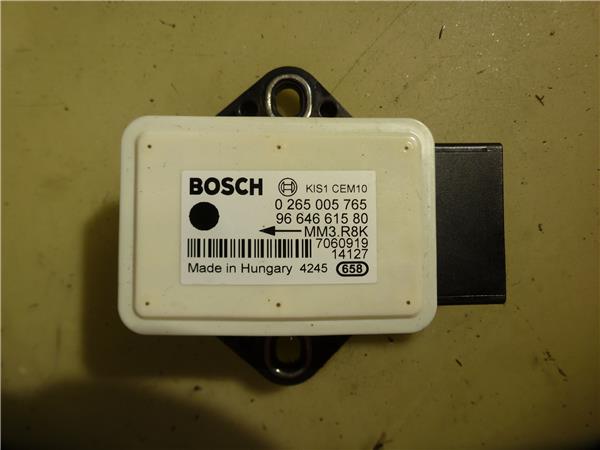 BOSCH KIS1 CEM10
0 265 005 765
96 646 615 80
MM3.R8K
7060919
14127
Made in Hungary 4245 658